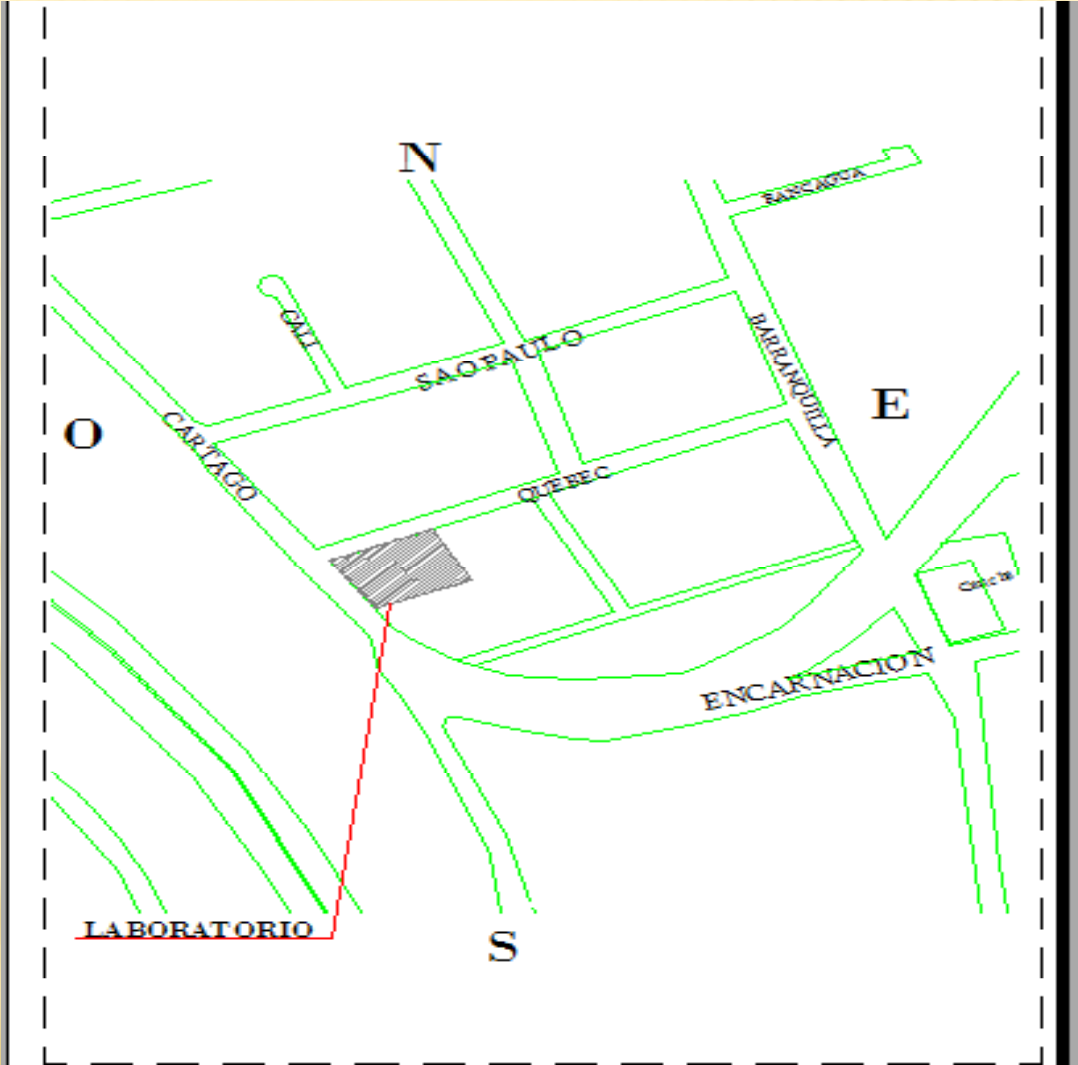 N
RANCAGUA
CALI
SAO PAULO
BARRANQUILLA
E
O
CARTAGO
QUEBEC
ENCARNACION
LABORATORIO
S